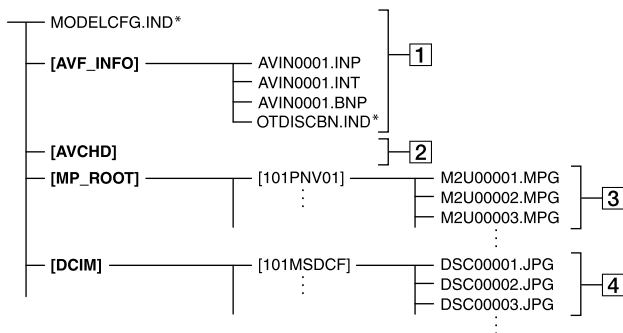 MODELCFG.IND*
[AVF_INFO] AVIN0001.INP
AVIN0001.INT
AVIN0001.BNP
OTDISCBN.IND*
1
[AVCHD]
2
[MP_ROOT] [101PNV01] M2U00001.MPG
M2U00002.MPG
M2U00003.MPG
3
[DCIM] [101MSDCF] DSC00001.JPG
DSC00002.JPG
DSC00003.JPG
4